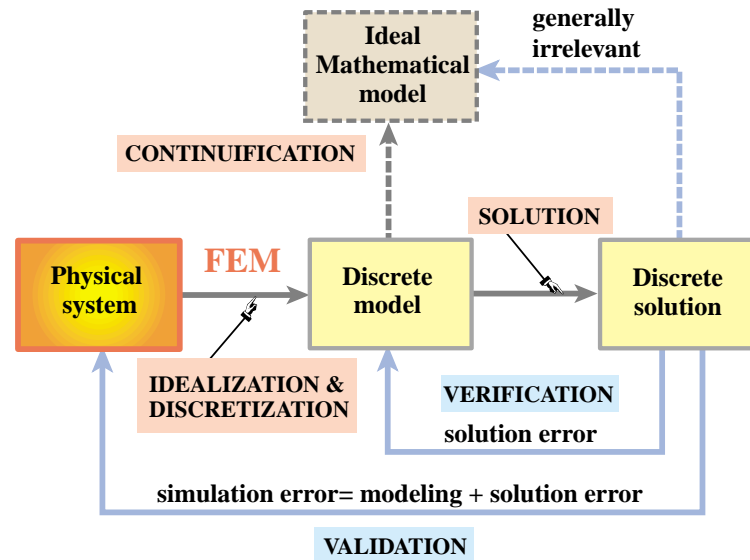 generally
irrelevant
Ideal
Mathematical
model
CONTINUIFICATION
SOLUTION
Physical
system
FEM
Discrete
model
Discrete
solution
IDEALIZATION &
DISCRETIZATION
VERIFICATION
solution error
simulation error= modeling + solution error
VALIDATION